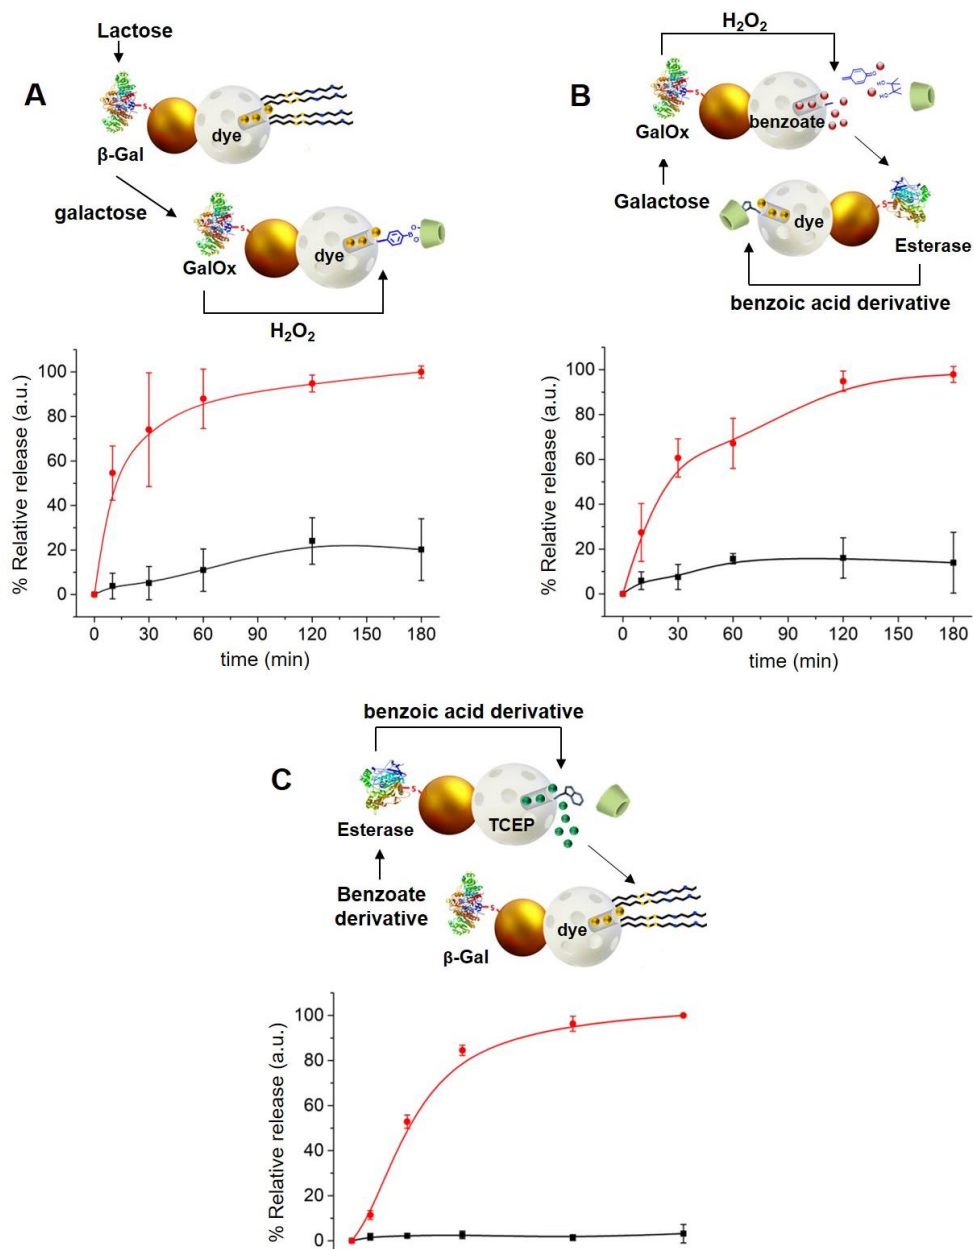 Lactose
A
S
dye
β-Gal
galactose
S
dye
B
O
GalOx
H₂O₂
H₂O₂
B
S
O
HO
HO
GalOx
benzoate
Galactose
dye
S
Esterase
benzoic acid derivative
% Relative release (a.u.)
100
80
60
40
20
0
0 30 60 90 120 150 180
time (min)
% Relative release (a.u.)
100
80
60
40
20
0
0 30 60 90 120 150 180
time (min)
benzoic acid derivative
C
S
Esterase
TCEP
Benzoate
derivative
S
dye
β-Gal
% Relative release (a.u.)
100
80
60
40
20
0